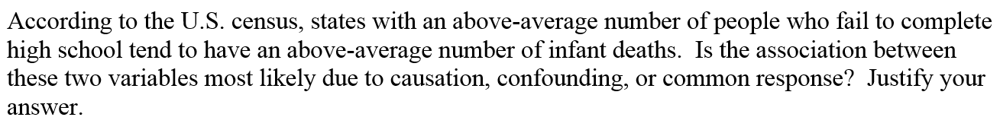 According to the U.S. census, states with an above-average number of people who fail to complete
high school tend to have an above-average number of infant deaths.  Is the association between
these two variables most likely due to causation, confounding, or common response?  Justify your
answer.